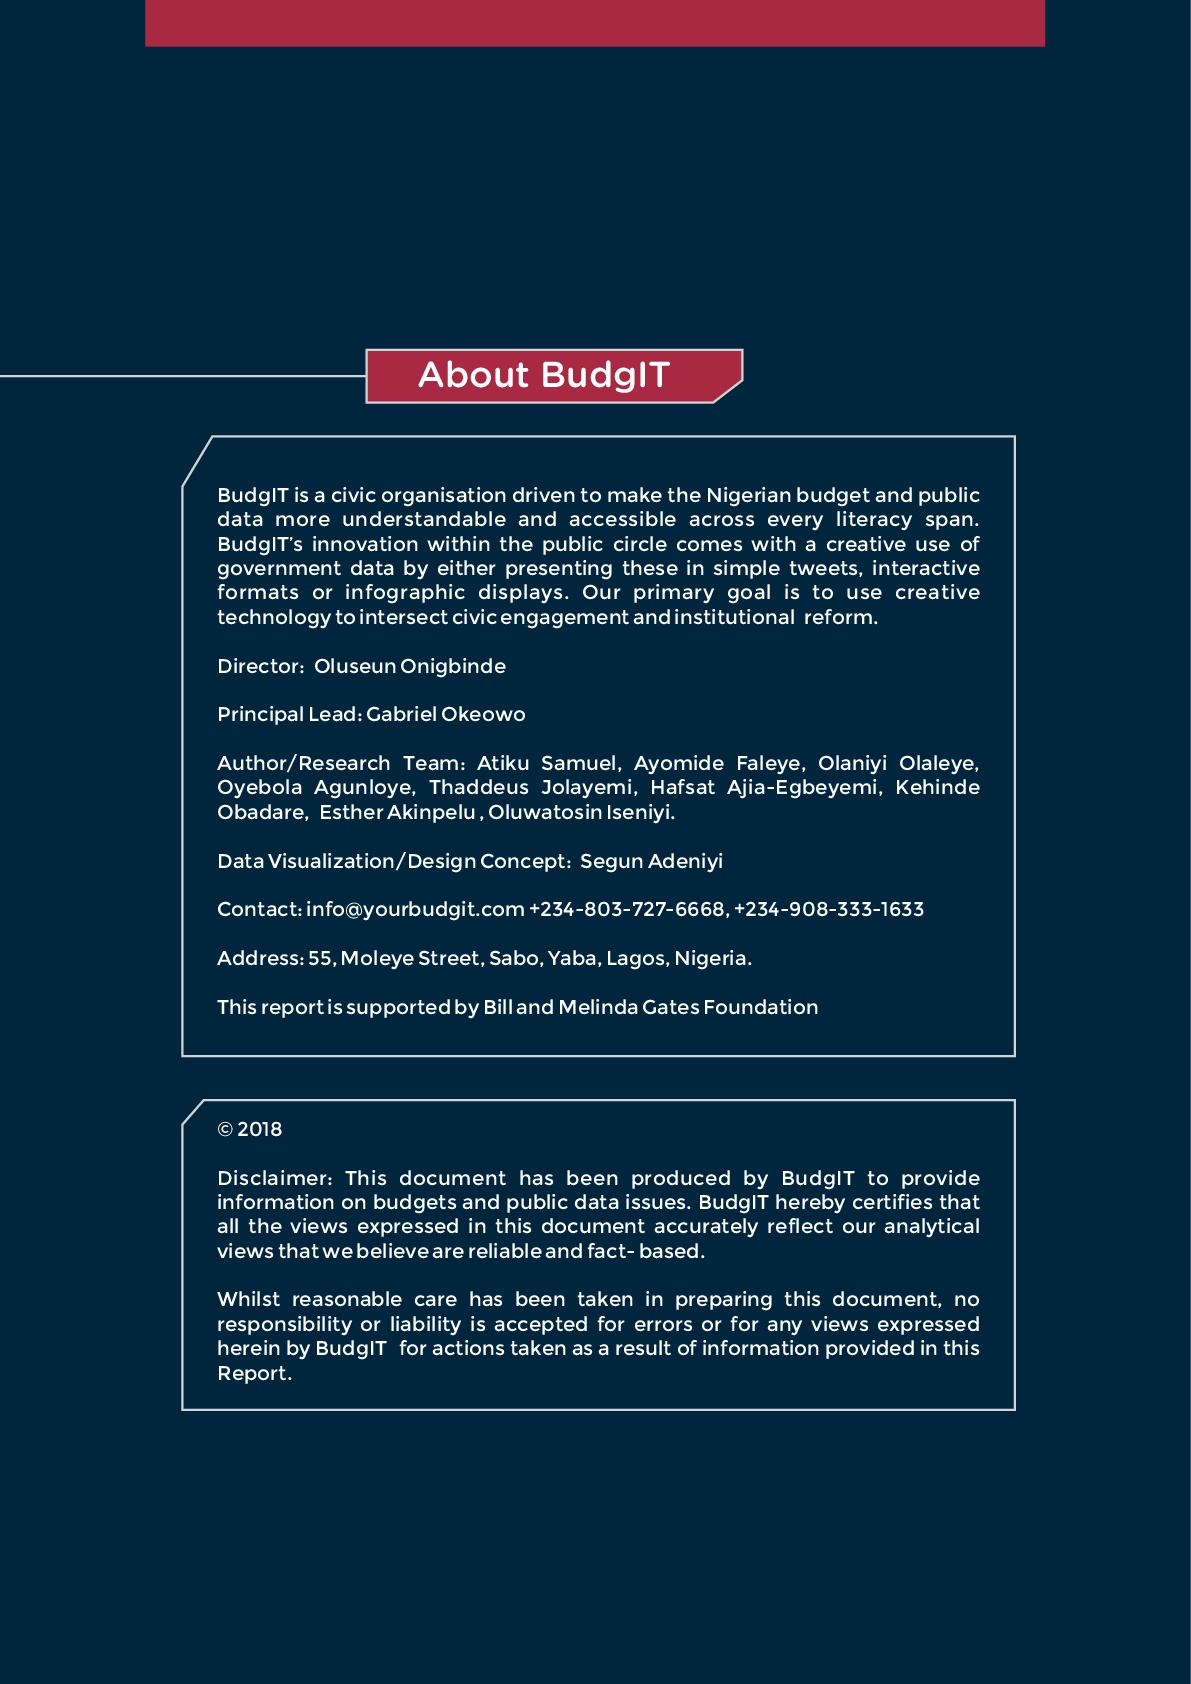 About BudgIT
BudgIT is a civic organisation driven to make the Nigerian budget and public
data more understandable and accessible across every literacy span.
BudgIT’s innovation within the public circle comes with a creative use of
government data by either presenting these in simple tweets, interactive
formats or infographic displays. Our primary goal is to use creative
technology to intersect civic engagement and institutional reform.
Director: Oluseun Onigbinde
Principal Lead: Gabriel Okeowo
Author/Research Team: Atiku Samuel, Ayomide Faleye, Olaniyi Olaleye,
Oyebola Agunloye, Thaddeus Jolayemi, Hafsat Ajia-Egbeyemi, Kehinde
Obadare, Esther Akinpelu , Oluwatosin Iseniyi.
Data Visualization/Design Concept: Segun Adeniyi
Contact: info@yourbudgit.com +234-803-727-6668, +234-908-333-1633
Address: 55, Moleye Street, Sabo, Yaba, Lagos, Nigeria.
This report is supported by Bill and Melinda Gates Foundation
© 2018
Disclaimer: This document has been produced by BudgIT to provide
information on budgets and public data issues. BudgIT hereby certifies that
all the views expressed in this document accurately reflect our analytical
views that we believe are reliable and fact- based.
Whilst reasonable care has been taken in preparing this document, no
responsibility or liability is accepted for errors or for any views expressed
herein by BudgIT for actions taken as a result of information provided in this
Report.